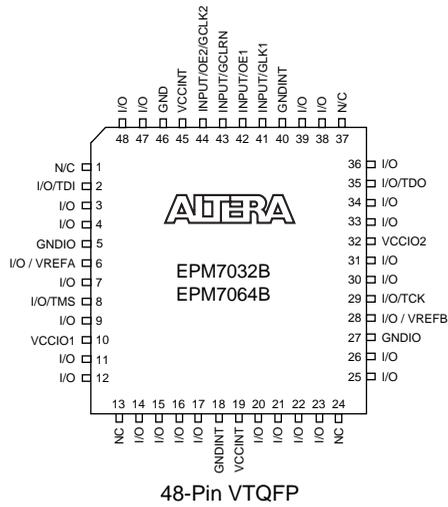 INPUT/OE2/GCLK2
INPUT/GCLRN
INPUT/OE1
INPUT/GLK1
I/O
I/O
GND
VCCINT
GNDINT
I/O
I/O
N/C
48 47 46 45 44 43 42 41 40 39 38 37
N/C 1
I/O/TDI 2
I/O 3
I/O 4
GNDIO 5
I/O / VREFA 6
I/O 7
I/O/TMS 8
I/O 9
VCCIO1 10
I/O 11
I/O 12
ALTERA
EPM7032B
EPM7064B
36 I/O
35 I/O/TDO
34 I/O
33 I/O
32 VCCIO2
31 I/O
30 I/O
29 I/O/TCK
28 I/O / VREFB
27 GNDIO
26 I/O
25 I/O
13 14 15 16 17 18 19 20 21 22 23 24
NC
I/O
I/O
I/O
I/O
GNDINT
VCCINT
I/O
I/O
I/O
I/O
NC
48-Pin VTQFP